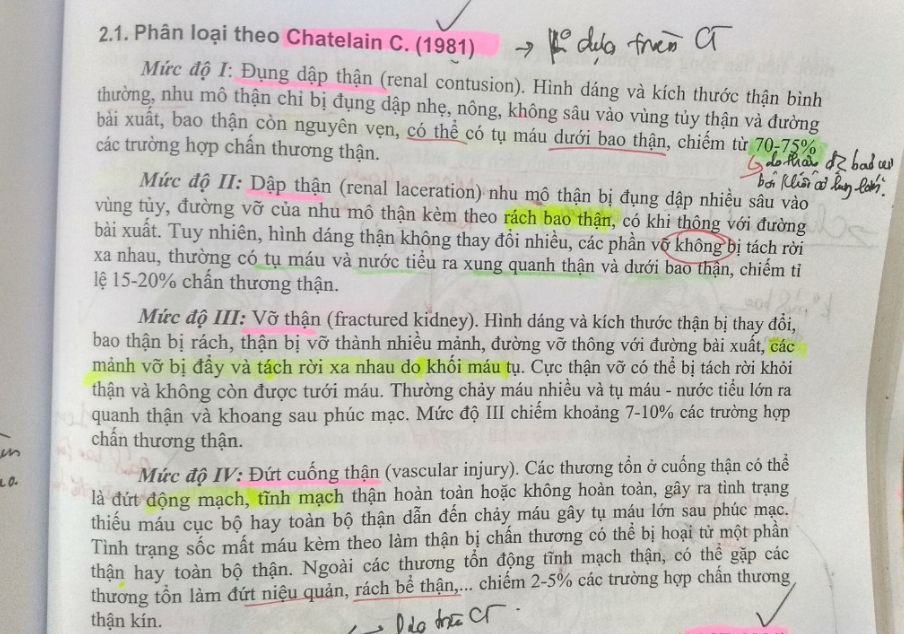 2.1. Phân loại theo Chatelain C. (1981) → dựa trên CT
Mức độ I: Đụng dập thận (renal contusion). Hình dáng và kích thước thận bình
thường, nhu mô thận chỉ bị đụng dập nhẹ, nông, không sâu vào vùng tủy thận và đường
bài xuất, bao thận còn nguyên vẹn, có thể có tụ máu dưới bao thận, chiếm từ 70-75%
các trường hợp chấn thương thận.
do thận đc bao
bởi khối lưng
Mức độ II: Dập thận (renal laceration) nhu mô thận bị đụng dập nhiều sâu vào
vùng tủy, đường vỡ của nhu mô thận kèm theo rách bao thận, có khi thông với đường
bài xuất. Tuy nhiên, hình dáng thận không thay đổi nhiều, các phần vỡ không bị tách rời
xa nhau, thường có tụ máu và nước tiểu ra xung quanh thận và dưới bao thận, chiếm tỉ
lệ 15-20% chấn thương thận.
Mức độ III: Vỡ thận (fractured kidney). Hình dáng và kích thước thận bị thay đổi,
bao thận bị rách, thận bị vỡ thành nhiều mảnh, đường vỡ thông với đường bài xuất, các
mảnh vỡ bị đẩy và tách rời xa nhau do khối máu tụ. Cực thận vỡ có thể bị tách rời khỏi
thận và không còn được tưới máu. Thường chảy máu nhiều và tụ máu - nước tiểu lớn ra
quanh thận và khoang sau phúc mạc. Mức độ III chiếm khoảng 7-10% các trường hợp
chấn thương thận.
Mức độ IV: Đứt cuống thận (vascular injury). Các thương tổn ở cuống thận có thể
là đứt động mạch, tĩnh mạch thận hoàn toàn hoặc không hoàn toàn, gây ra tình trạng
thiếu máu cục bộ hay toàn bộ thận dẫn đến chảy máu gây tụ máu lớn sau phúc mạc.
Tình trạng sốc mất máu kèm theo làm thận bị chấn thương có thể bị hoại tử một phần
thận hay toàn bộ thận. Ngoài các thương tổn động tĩnh mạch thận, có thể gặp các
thương tổn làm đứt niệu quản, rách bể thận,... chiếm 2-5% các trường hợp chấn thương
thận kín.
→ Dựa trên CT